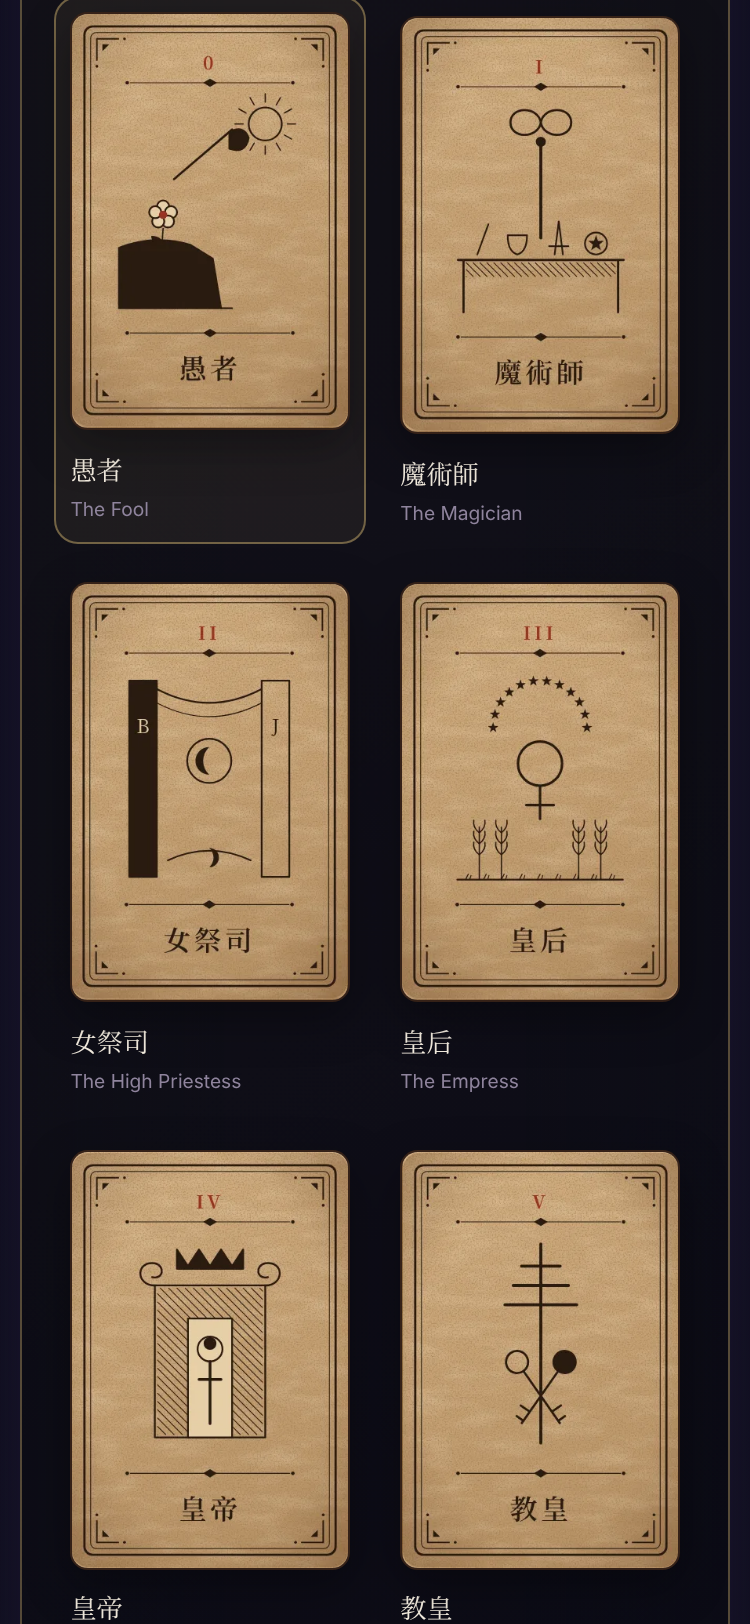 0
愚者
愚者
The Fool
I
魔術師
魔術師
The Magician
II
B
J
女祭司
女祭司
The High Priestess
III
皇后
皇后
The Empress
IV
皇帝
皇帝
V
教皇
教皇